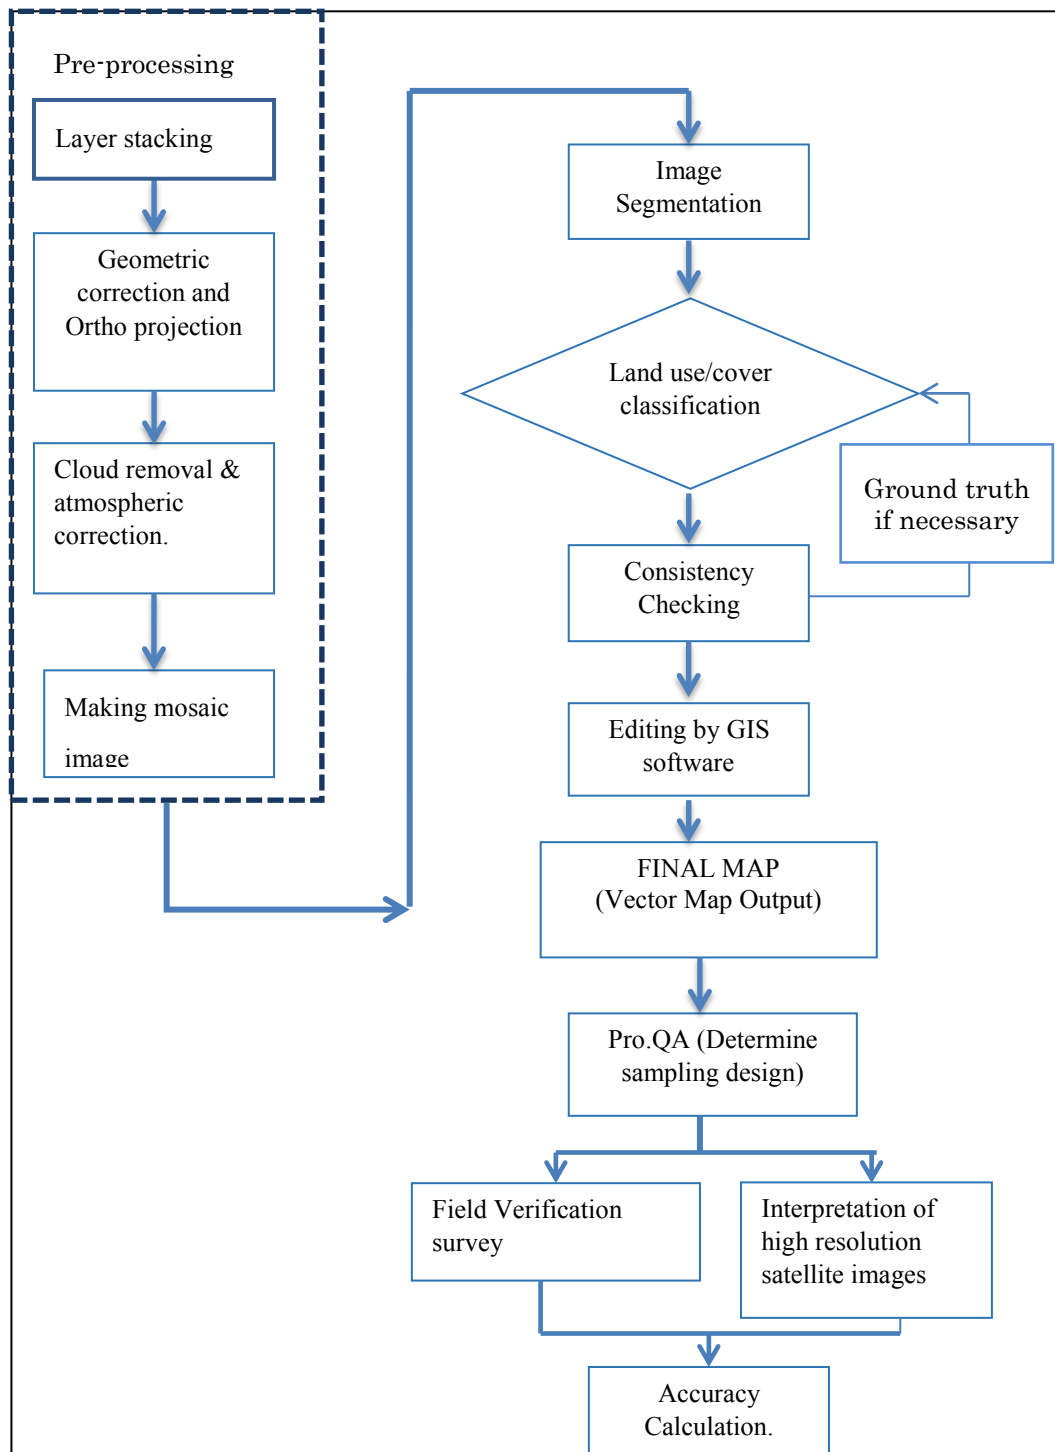 Pre-processing
Layer stacking
Geometric
correction and
Ortho projection
Cloud removal &
atmospheric
correction.
Making mosaic
image
Image
Segmentation
Land use/cover
classification
Ground truth
if necessary
Consistency
Checking
Editing by GIS
software
FINAL MAP
(Vector Map Output)
Pro.QA (Determine
sampling design)
Field Verification
survey
Interpretation of
high resolution
satellite images
Accuracy
Calculation.